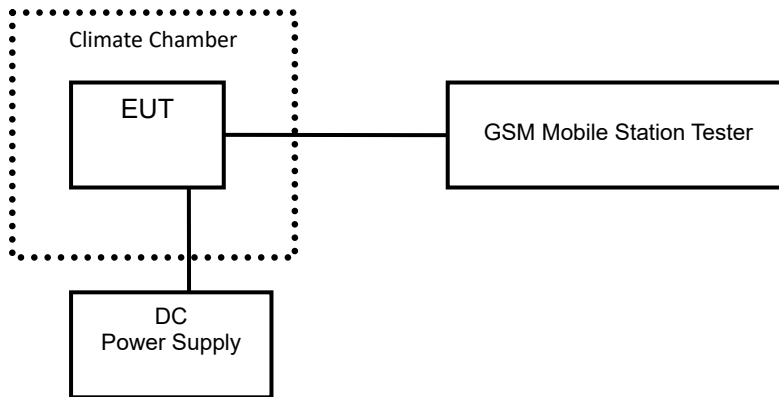 Climate Chamber
EUT
GSM Mobile Station Tester
DC
Power Supply